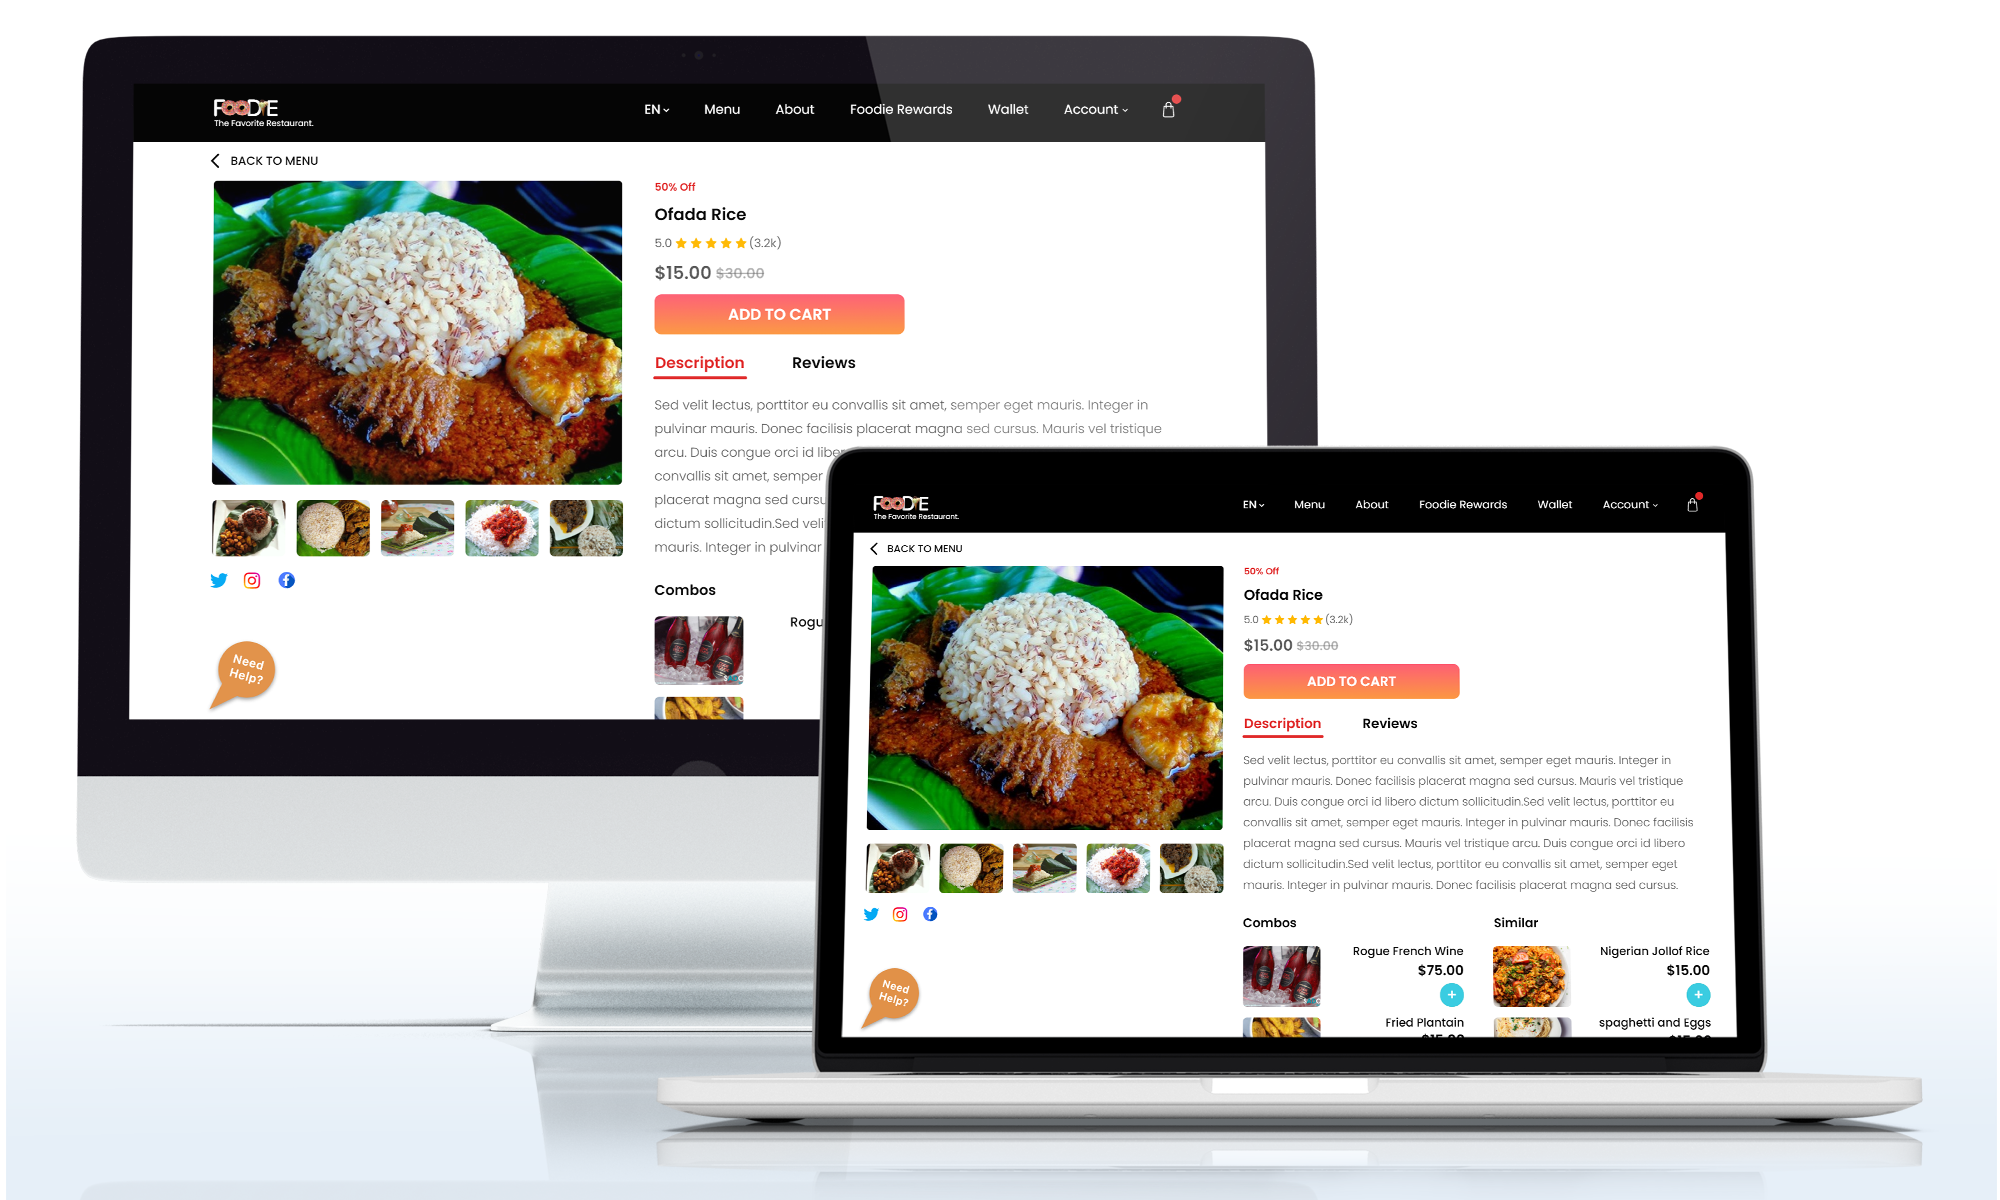 FOODIE
The Favorite Restaurant.
EN
Menu
About
Foodie Rewards
Wallet
Account
BACK TO MENU
50% Off
Ofada Rice
5.0
(3.2k)
$15.00 $30.00
ADD TO CART
Description
Reviews
Sed velit lectus, porttitor eu convallis sit amet, semper eget mauris. Integer in
pulvinar mauris. Donec facilisis placerat magna sed cursus. Mauris vel tristique
arcu. Duis congue orci id liber
convallis sit amet, semper
placerat magna sed cursu
dictum sollicitudin.Sed veli
mauris. Integer in pulvinar
Combos
Rogu
Need
Help?
FOODIE
The Favorite Restaurant.
EN
Menu
About
Foodie Rewards
Wallet
Account
BACK TO MENU
50% Off
Ofada Rice
5.0
(3.2k)
$15.00 $30.00
ADD TO CART
Description
Reviews
Sed velit lectus, porttitor eu convallis sit amet, semper eget mauris. Integer in
pulvinar mauris. Donec facilisis placerat magna sed cursus. Mauris vel tristique
arcu. Duis congue orci id libero dictum sollicitudin.Sed velit lectus, porttitor eu
convallis sit amet, semper eget mauris. Integer in pulvinar mauris. Donec facilisis
placerat magna sed cursus. Mauris vel tristique arcu. Duis congue orci id libero
dictum sollicitudin.Sed velit lectus, porttitor eu convallis sit amet, semper eget
mauris. Integer in pulvinar mauris. Donec facilisis placerat magna sed cursus.
Combos
Rogue French Wine
$75.00
+
Fried Plantain
Similar
Nigerian Jollof Rice
$15.00
+
spaghetti and Eggs
Need
Help?